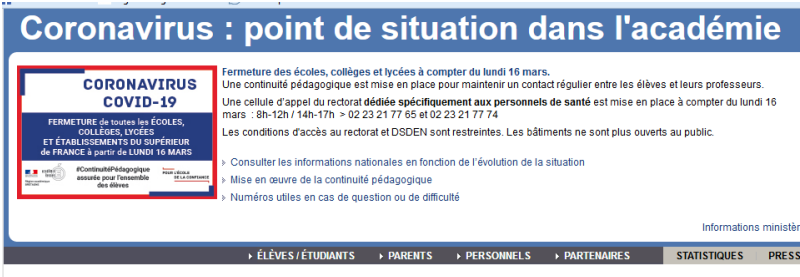 Coronavirus : point de situation dans l'académie
CORONAVIRUS
COVID-19
FERMETURE de toutes les ÉCOLES,
COLLÈGES, LYCÉES
ET ÉTABLISSEMENTS DU SUPÉRIEUR
de FRANCE à partir de LUNDI 16 MARS
#ContinuitéPédagogique
assurée pour l'ensemble
des élèves
POUR L'ÉCOLE
DE LA CONFIANCE
Fermeture des écoles, collèges et lycées à compter du lundi 16 mars.
Une continuité pédagogique est mise en place pour maintenir un contact régulier entre les élèves et leurs professeurs.
Une cellule d'appel du rectorat dédiée spécifiquement aux personnels de santé est mise en place à compter du lundi 16
mars : 8h-12h / 14h-17h > 02 23 21 77 65 et 02 23 21 77 74
Les conditions d'accès au rectorat et DSDEN sont restreintes. Les bâtiments ne sont plus ouverts au public.
Consulter les informations nationales en fonction de l'évolution de la situation
Mise en œuvre de la continuité pédagogique
Numéros utiles en cas de question ou de difficulté
Informations ministèr
ÉLÈVES / ÉTUDIANTS PARENTS PERSONNELS PARTENAIRES STATISTIQUES PRESS